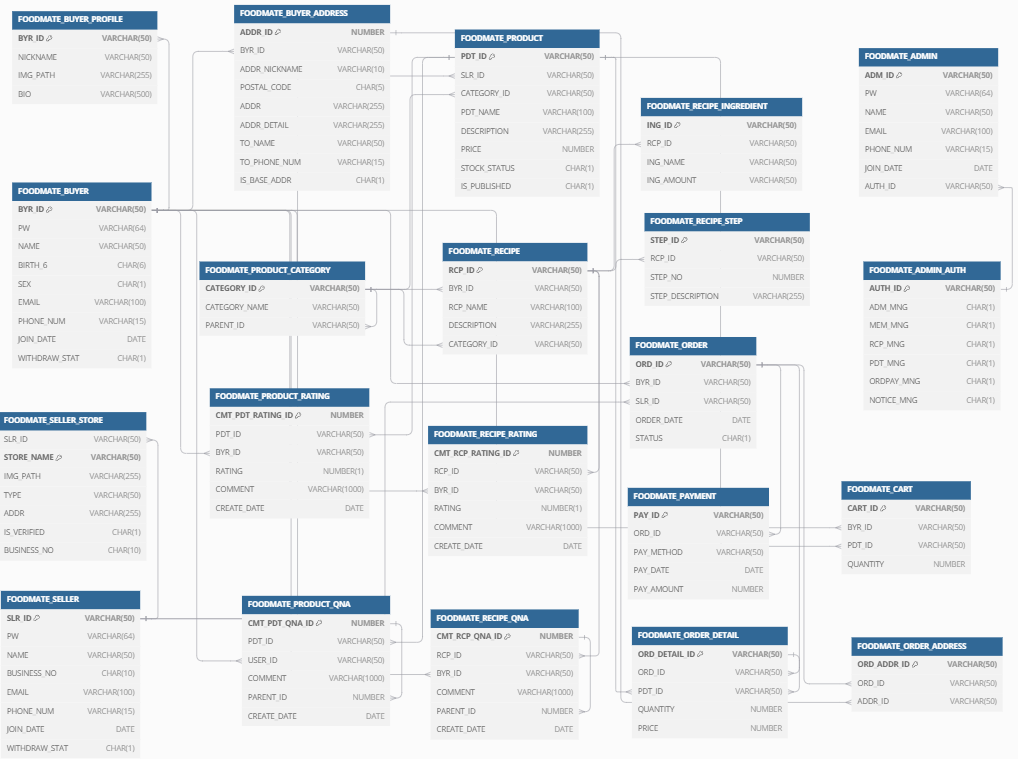 FOODMATE_BUYER_PROFILE
BYR_ID VARCHAR(50)
NICKNAME VARCHAR(50)
IMG_PATH VARCHAR(255)
BIO VARCHAR(500)
FOODMATE_BUYER_ADDRESS
ADDR_ID NUMBER
BYR_ID VARCHAR(50)
ADDR_NICKNAME VARCHAR(10)
POSTAL_CODE CHAR(5)
ADDR VARCHAR(255)
ADDR_DETAIL VARCHAR(255)
TO_NAME VARCHAR(50)
TO_PHONE_NUM VARCHAR(15)
IS_BASE_ADDR CHAR(1)
FOODMATE_PRODUCT
PDT_ID VARCHAR(50)
SLR_ID VARCHAR(50)
CATEGORY_ID VARCHAR(50)
PDT_NAME VARCHAR(100)
DESCRIPTION VARCHAR(255)
PRICE NUMBER
STOCK_STATUS CHAR(1)
IS_PUBLISHED CHAR(1)
FOODMATE_RECIPE_INGREDIENT
ING_ID VARCHAR(50)
RCP_ID VARCHAR(50)
ING_NAME VARCHAR(50)
ING_AMOUNT VARCHAR(50)
FOODMATE_ADMIN
ADM_ID VARCHAR(50)
PW VARCHAR(64)
NAME VARCHAR(50)
EMAIL VARCHAR(100)
PHONE_NUM VARCHAR(15)
JOIN_DATE DATE
AUTH_ID VARCHAR(50)
FOODMATE_BUYER
BYR_ID VARCHAR(50)
PW VARCHAR(64)
NAME VARCHAR(50)
BIRTH_6 CHAR(6)
SEX CHAR(1)
EMAIL VARCHAR(100)
PHONE_NUM VARCHAR(15)
JOIN_DATE DATE
WITHDRAW_STAT CHAR(1)
FOODMATE_PRODUCT_CATEGORY
CATEGORY_ID VARCHAR(50)
CATEGORY_NAME VARCHAR(50)
PARENT_ID VARCHAR(50)
FOODMATE_RECIPE
RCP_ID VARCHAR(50)
BYR_ID VARCHAR(50)
RCP_NAME VARCHAR(100)
DESCRIPTION VARCHAR(255)
CATEGORY_ID VARCHAR(50)
FOODMATE_RECIPE_STEP
STEP_ID VARCHAR(50)
RCP_ID VARCHAR(50)
STEP_NO NUMBER
STEP_DESCRIPTION VARCHAR(255)
FOODMATE_ADMIN_AUTH
AUTH_ID VARCHAR(50)
ADM_MNG CHAR(1)
MEM_MNG CHAR(1)
RCP_MNG CHAR(1)
PDT_MNG CHAR(1)
ORDPAY_MNG CHAR(1)
NOTICE_MNG CHAR(1)
FOODMATE_ORDER
ORD_ID VARCHAR(50)
BYR_ID VARCHAR(50)
SLR_ID VARCHAR(50)
ORDER_DATE DATE
STATUS CHAR(1)
FOODMATE_SELLER_STORE
SLR_ID VARCHAR(50)
STORE_NAME VARCHAR(50)
IMG_PATH VARCHAR(255)
TYPE VARCHAR(50)
ADDR VARCHAR(255)
IS_VERIFIED CHAR(1)
BUSINESS_NO CHAR(10)
FOODMATE_PRODUCT_RATING
CMT_PDT_RATING_ID NUMBER
PDT_ID VARCHAR(50)
BYR_ID VARCHAR(50)
RATING NUMBER(1)
COMMENT VARCHAR(1000)
CREATE_DATE DATE
FOODMATE_RECIPE_RATING
CMT_RCP_RATING_ID NUMBER
RCP_ID VARCHAR(50)
BYR_ID VARCHAR(50)
RATING NUMBER(1)
COMMENT VARCHAR(1000)
CREATE_DATE DATE
FOODMATE_PAYMENT
PAY_ID VARCHAR(50)
ORD_ID VARCHAR(50)
PAY_METHOD VARCHAR(50)
PAY_DATE DATE
PAY_AMOUNT NUMBER
FOODMATE_CART
CART_ID VARCHAR(50)
BYR_ID VARCHAR(50)
PDT_ID VARCHAR(50)
QUANTITY NUMBER
FOODMATE_SELLER
SLR_ID VARCHAR(50)
PW VARCHAR(64)
NAME VARCHAR(50)
BUSINESS_NO CHAR(10)
EMAIL VARCHAR(100)
PHONE_NUM VARCHAR(15)
JOIN_DATE DATE
WITHDRAW_STAT CHAR(1)
FOODMATE_PRODUCT_QNA
CMT_PDT_QNA_ID NUMBER
PDT_ID VARCHAR(50)
USER_ID VARCHAR(50)
COMMENT VARCHAR(1000)
PARENT_ID NUMBER
CREATE_DATE DATE
FOODMATE_RECIPE_QNA
CMT_RCP_QNA_ID NUMBER
RCP_ID VARCHAR(50)
BYR_ID VARCHAR(50)
COMMENT VARCHAR(1000)
PARENT_ID NUMBER
CREATE_DATE DATE
FOODMATE_ORDER_DETAIL
ORD_DETAIL_ID VARCHAR(50)
ORD_ID VARCHAR(50)
PDT_ID VARCHAR(50)
QUANTITY NUMBER
PRICE NUMBER
FOODMATE_ORDER_ADDRESS
ORD_ADDR_ID VARCHAR(50)
ORD_ID VARCHAR(50)
ADDR_ID VARCHAR(50)